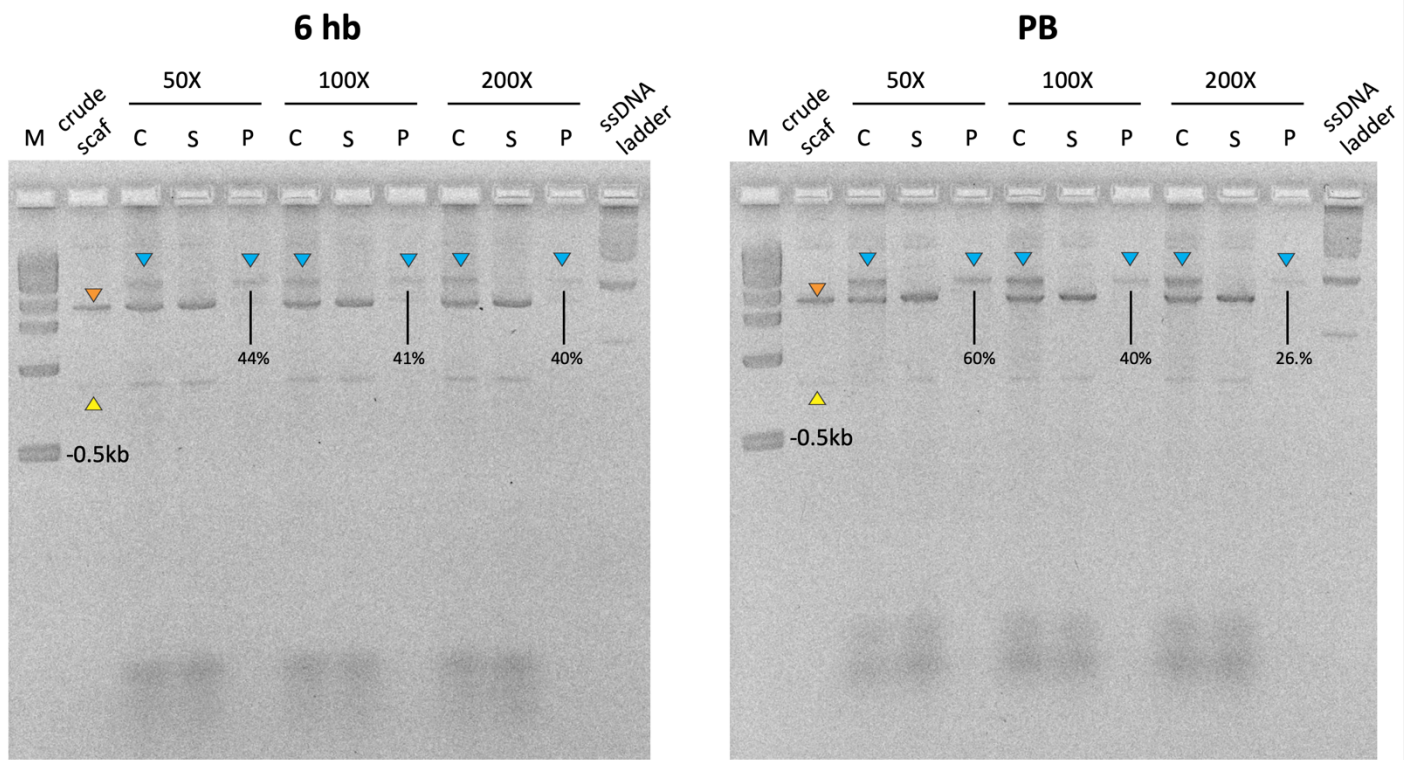 6 hb
50X 100X 200X
M crude scaf C S P C S P C S P ssDNA ladder
44% 41% 40%
-0.5kb
PB
50X 100X 200X
M crude scaf C S P C S P C S P ssDNA ladder
60% 40% 26.%
-0.5kb